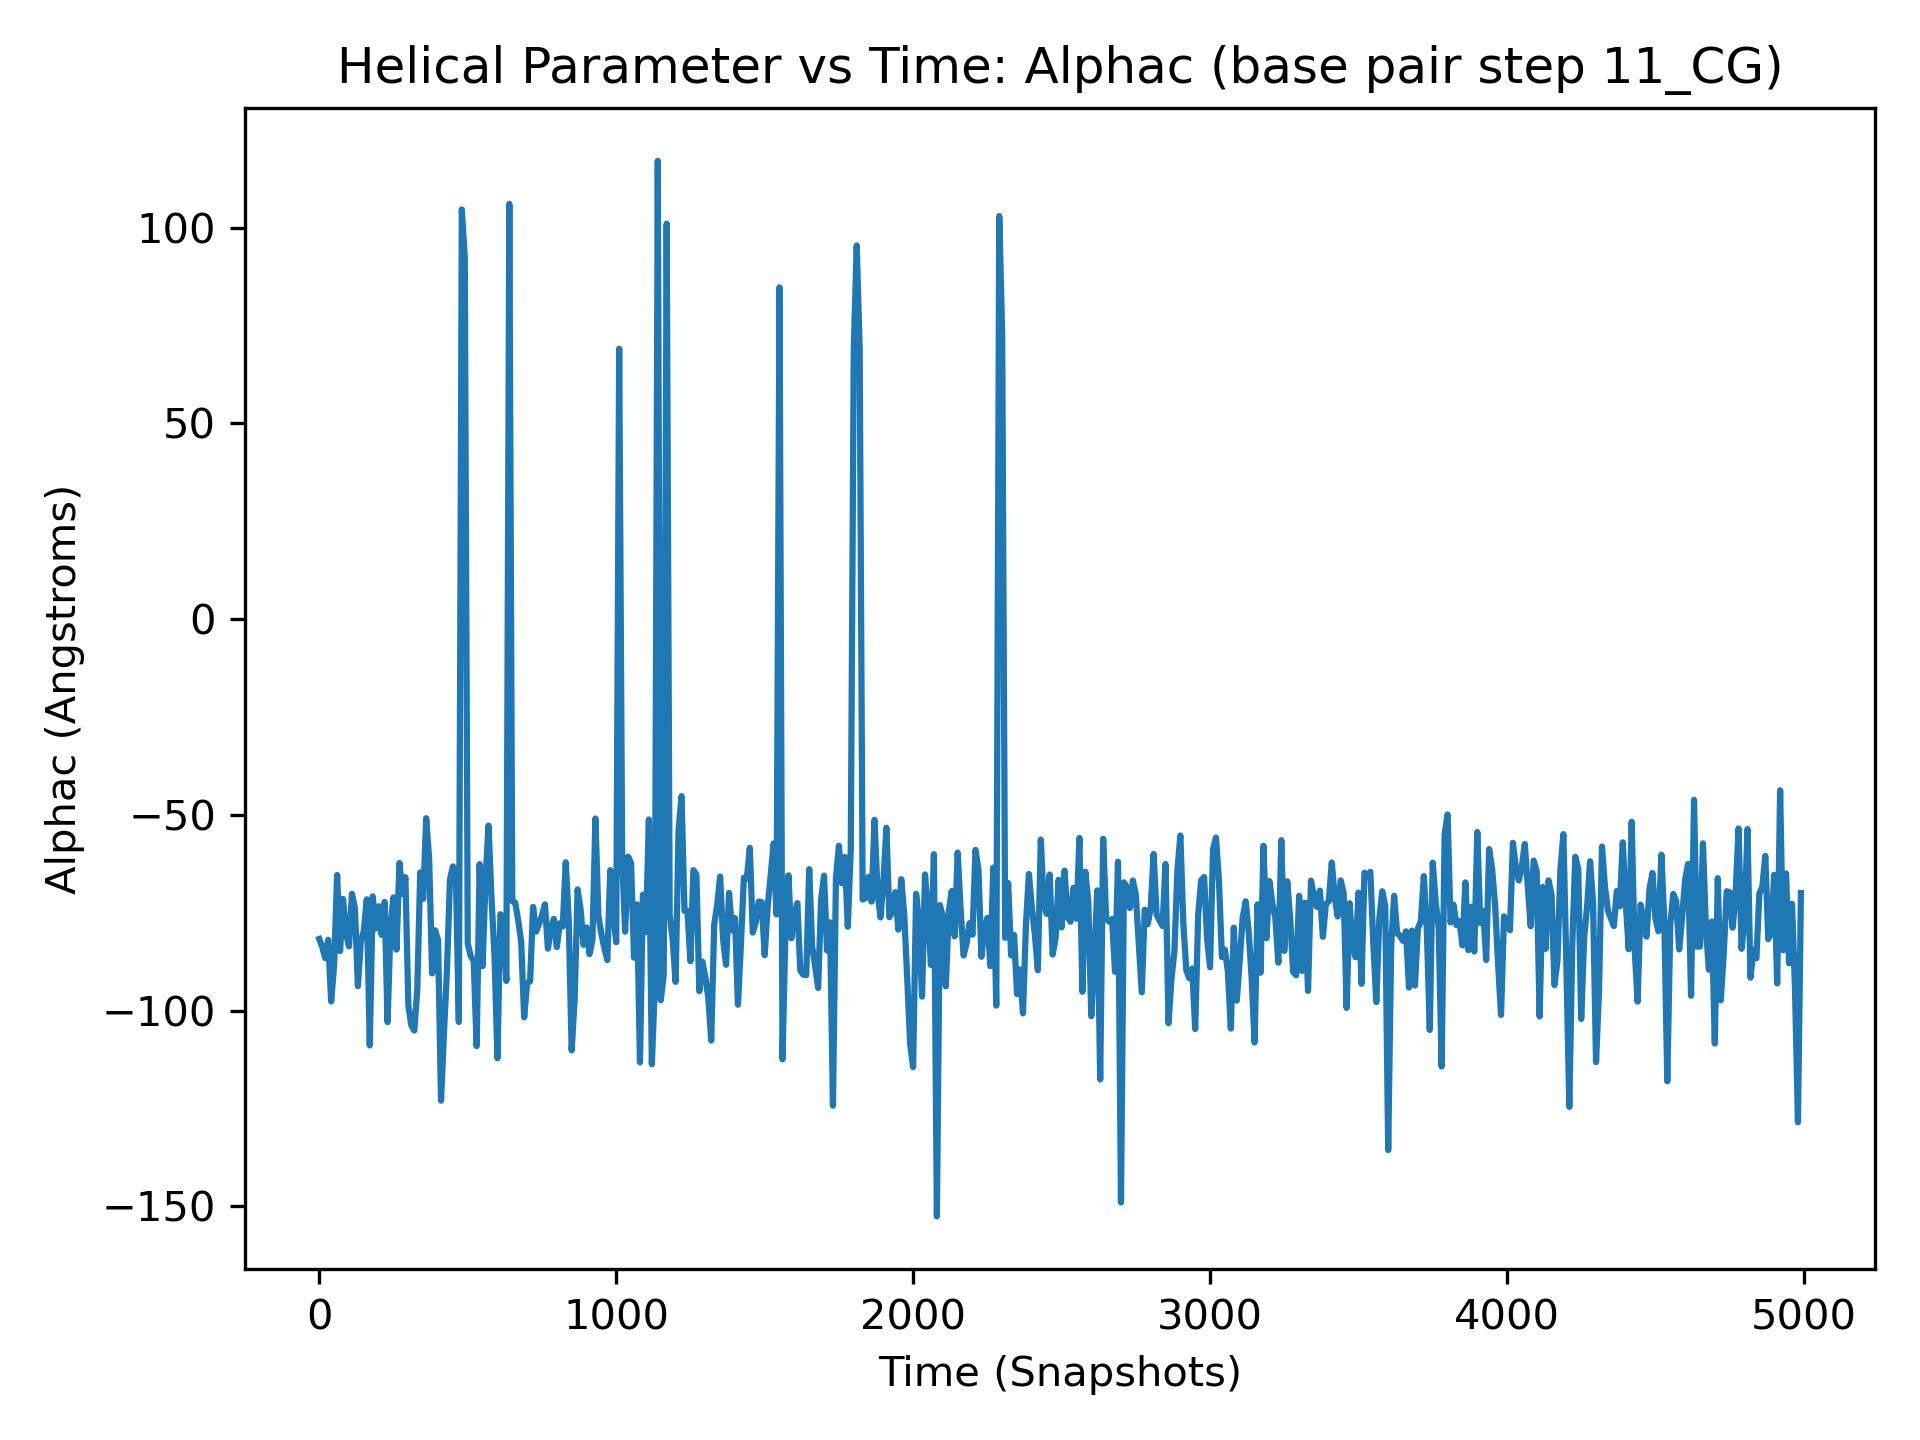 Helical Parameter vs Time: Alphac (base pair step 11_CG)
100
50
0
−50
−100
−150
Alphac (Angstroms)
0 1000 2000 3000 4000 5000
Time (Snapshots)